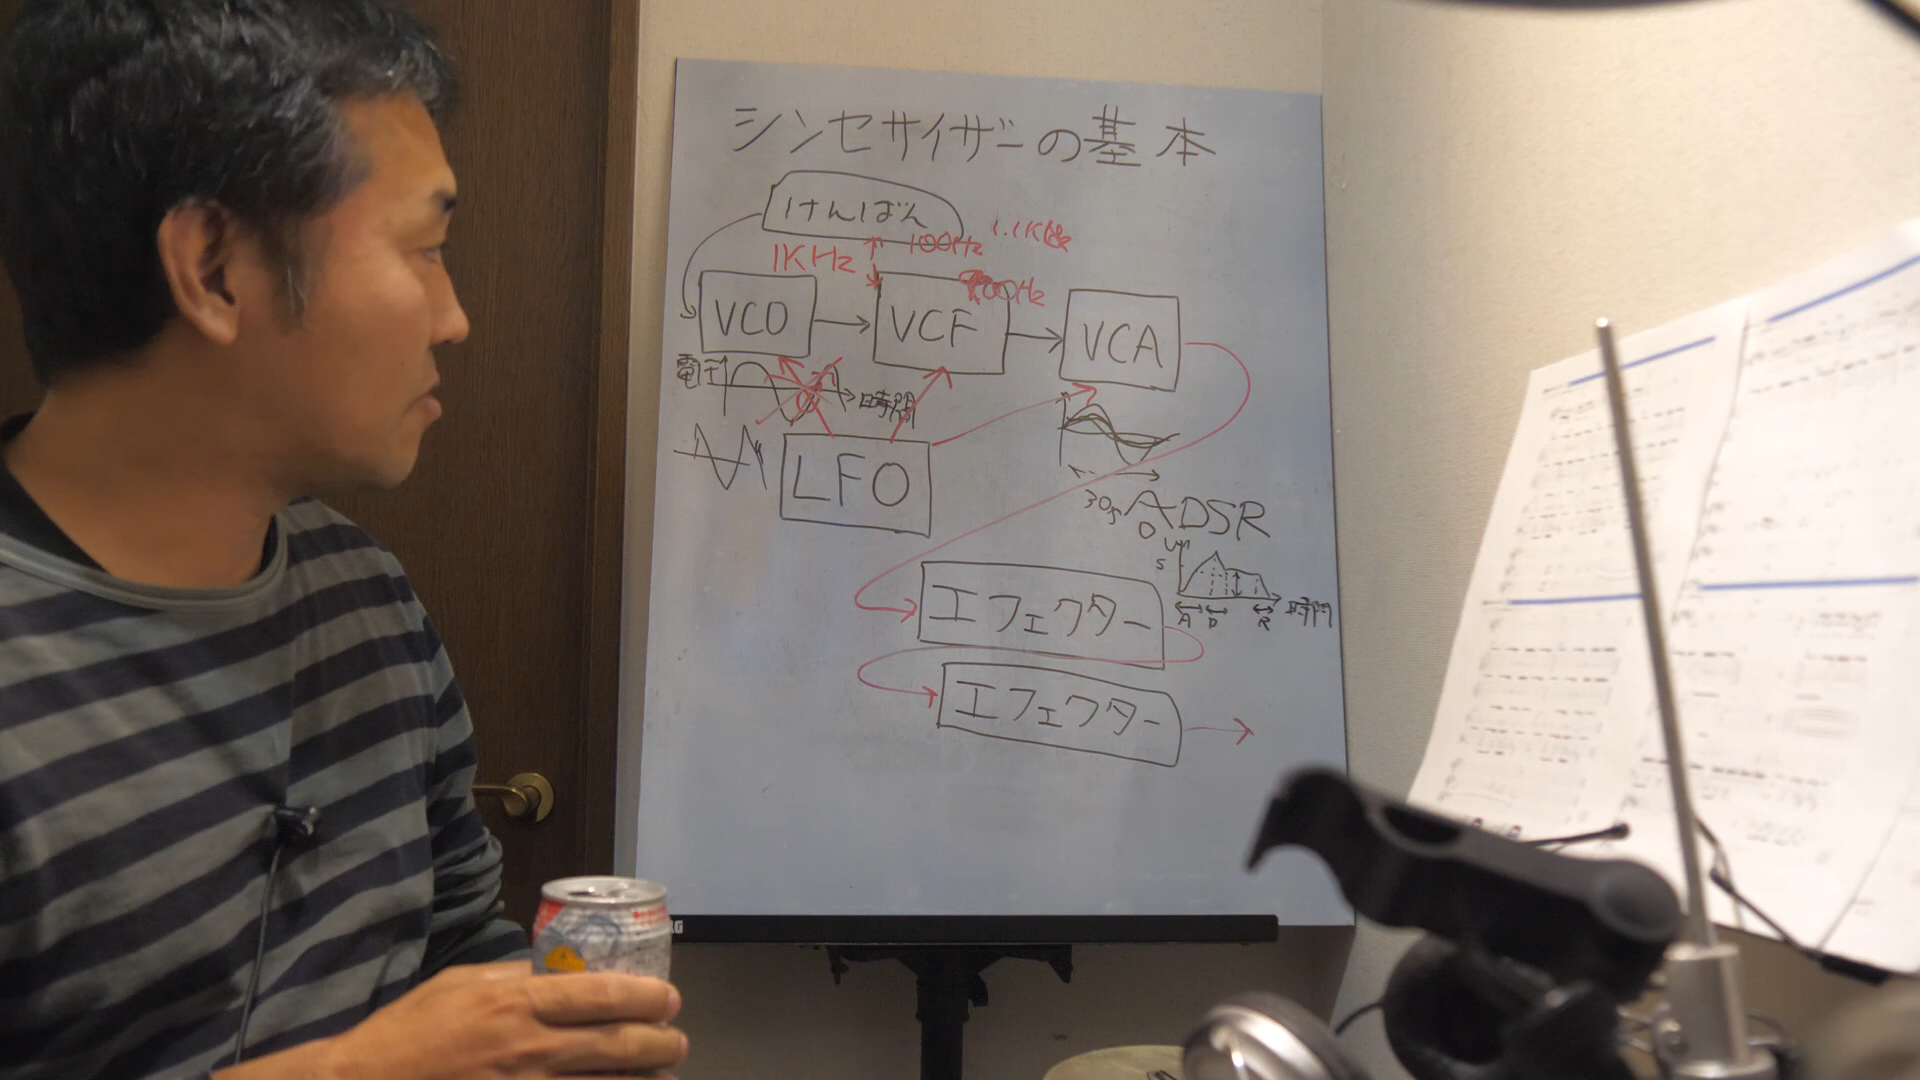 シンセサイザーの基本
けんばん
1KHz 100Hz 1.1KHz
VCO VCF VCA
電圧 時間
LFO
30s ADSR
エフェクター
A D R 時間
エフェクター